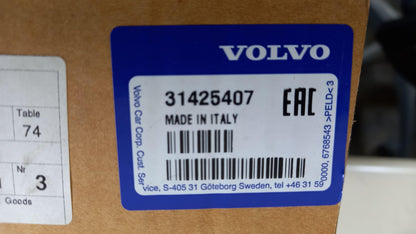 VOLVO
31425407
MADE IN ITALY
EAC
Volvo Car Corp. Cust. Ser
vice, S-405 31 Göteborg Sweden, tel +46 31 59
0000, 6768543 >PELD< 3
Table
74
Nr
3
Goods